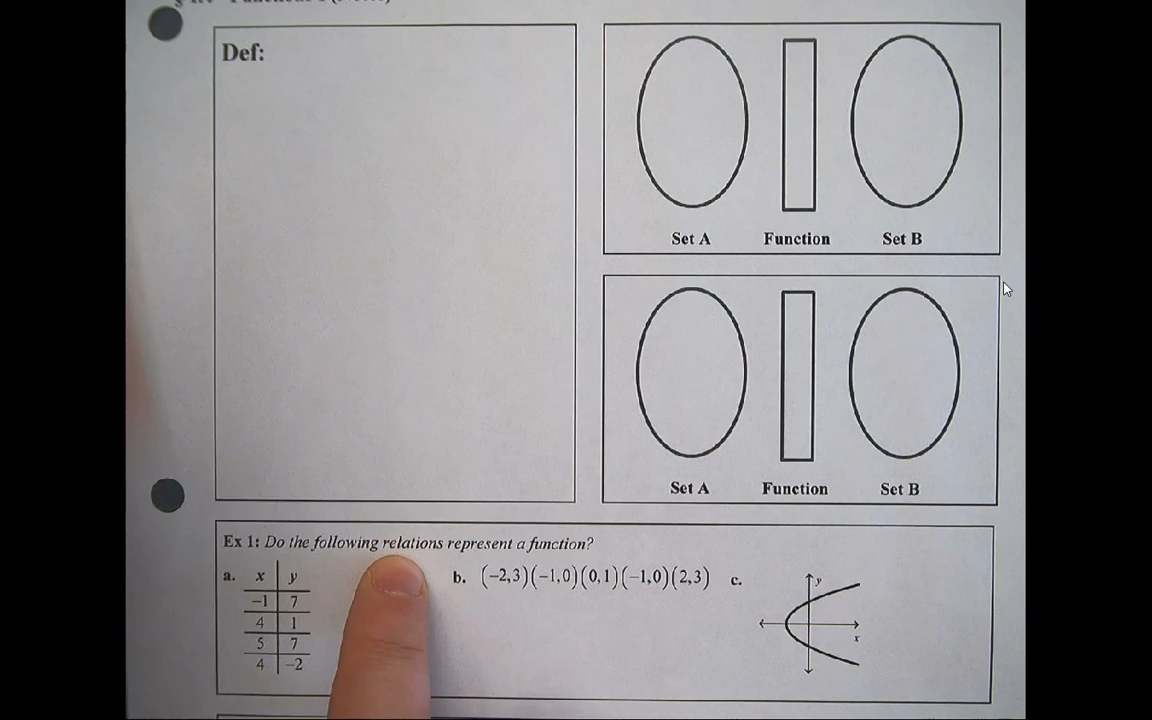 Def:
Set A Function Set B
Set A Function Set B
Ex 1: Do the following relations represent a function?
a. x y
-1 7
4 1
5 7
4 -2
b. (-2,3)(-1,0)(0,1)(-1,0)(2,3)
c. y
x